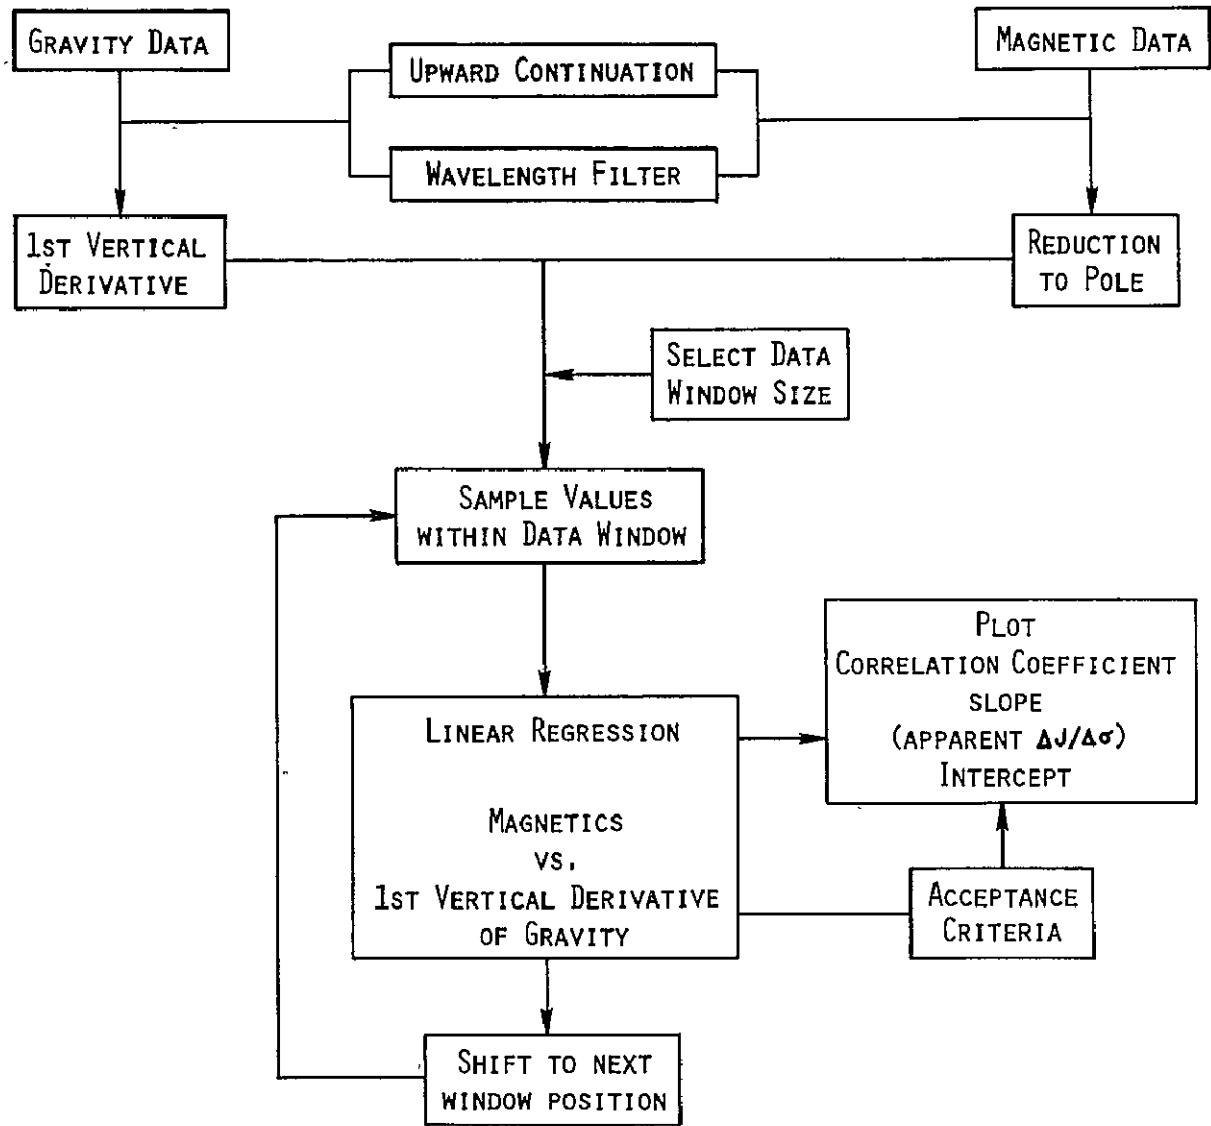 GRAVITY DATA
MAGNETIC DATA
UPWARD CONTINUATION
WAVELENGTH FILTER
1ST VERTICAL
DERIVATIVE
REDUCTION
TO POLE
SELECT DATA
WINDOW SIZE
SAMPLE VALUES
WITHIN DATA WINDOW
PLOT
CORRELATION COEFFICIENT
SLOPE
(APPARENT ΔJ/Δσ)
INTERCEPT
LINEAR REGRESSION
MAGNETICS
VS.
1ST VERTICAL DERIVATIVE
OF GRAVITY
ACCEPTANCE
CRITERIA
SHIFT TO NEXT
WINDOW POSITION